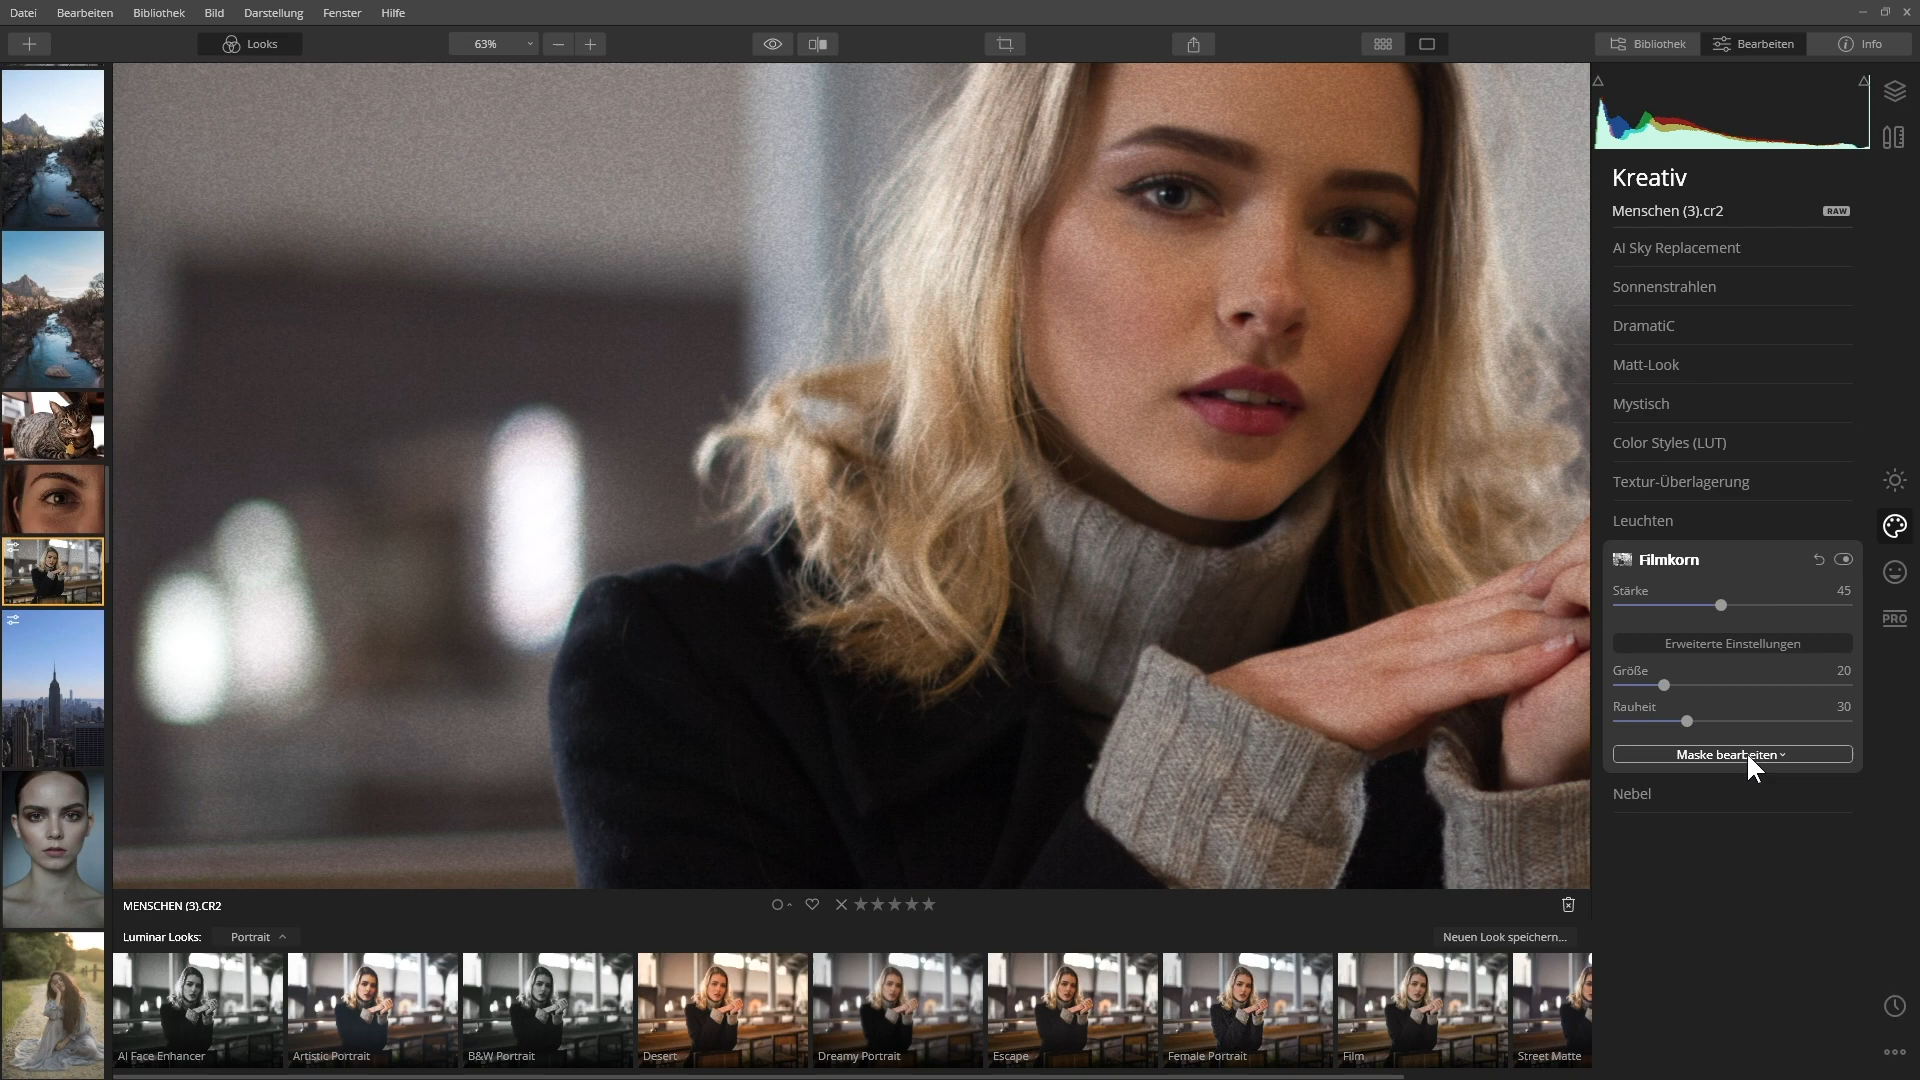 Datei Bearbeiten Bibliothek Bild Darstellung Fenster Hilfe
Looks 63% Bibliothek Bearbeiten Info
Kreativ
Menschen (3).cr2 RAW
AI Sky Replacement
Sonnenstrahlen
DramatiC
Matt-Look
Mystisch
Color Styles (LUT)
Textur-Überlagerung
Leuchten
Filmkorn
Stärke 45
Erweiterte Einstellungen
Größe 20
Rauheit 30
Maske bearbeiten
Nebel
PRO
MENSCHEN (3).CR2
Luminar Looks: Portrait Neuen Look speichern...
AI Face Enhancer Artistic Portrait B&W Portrait Desert Dreamy Portrait Escape Female Portrait Film Street Matte